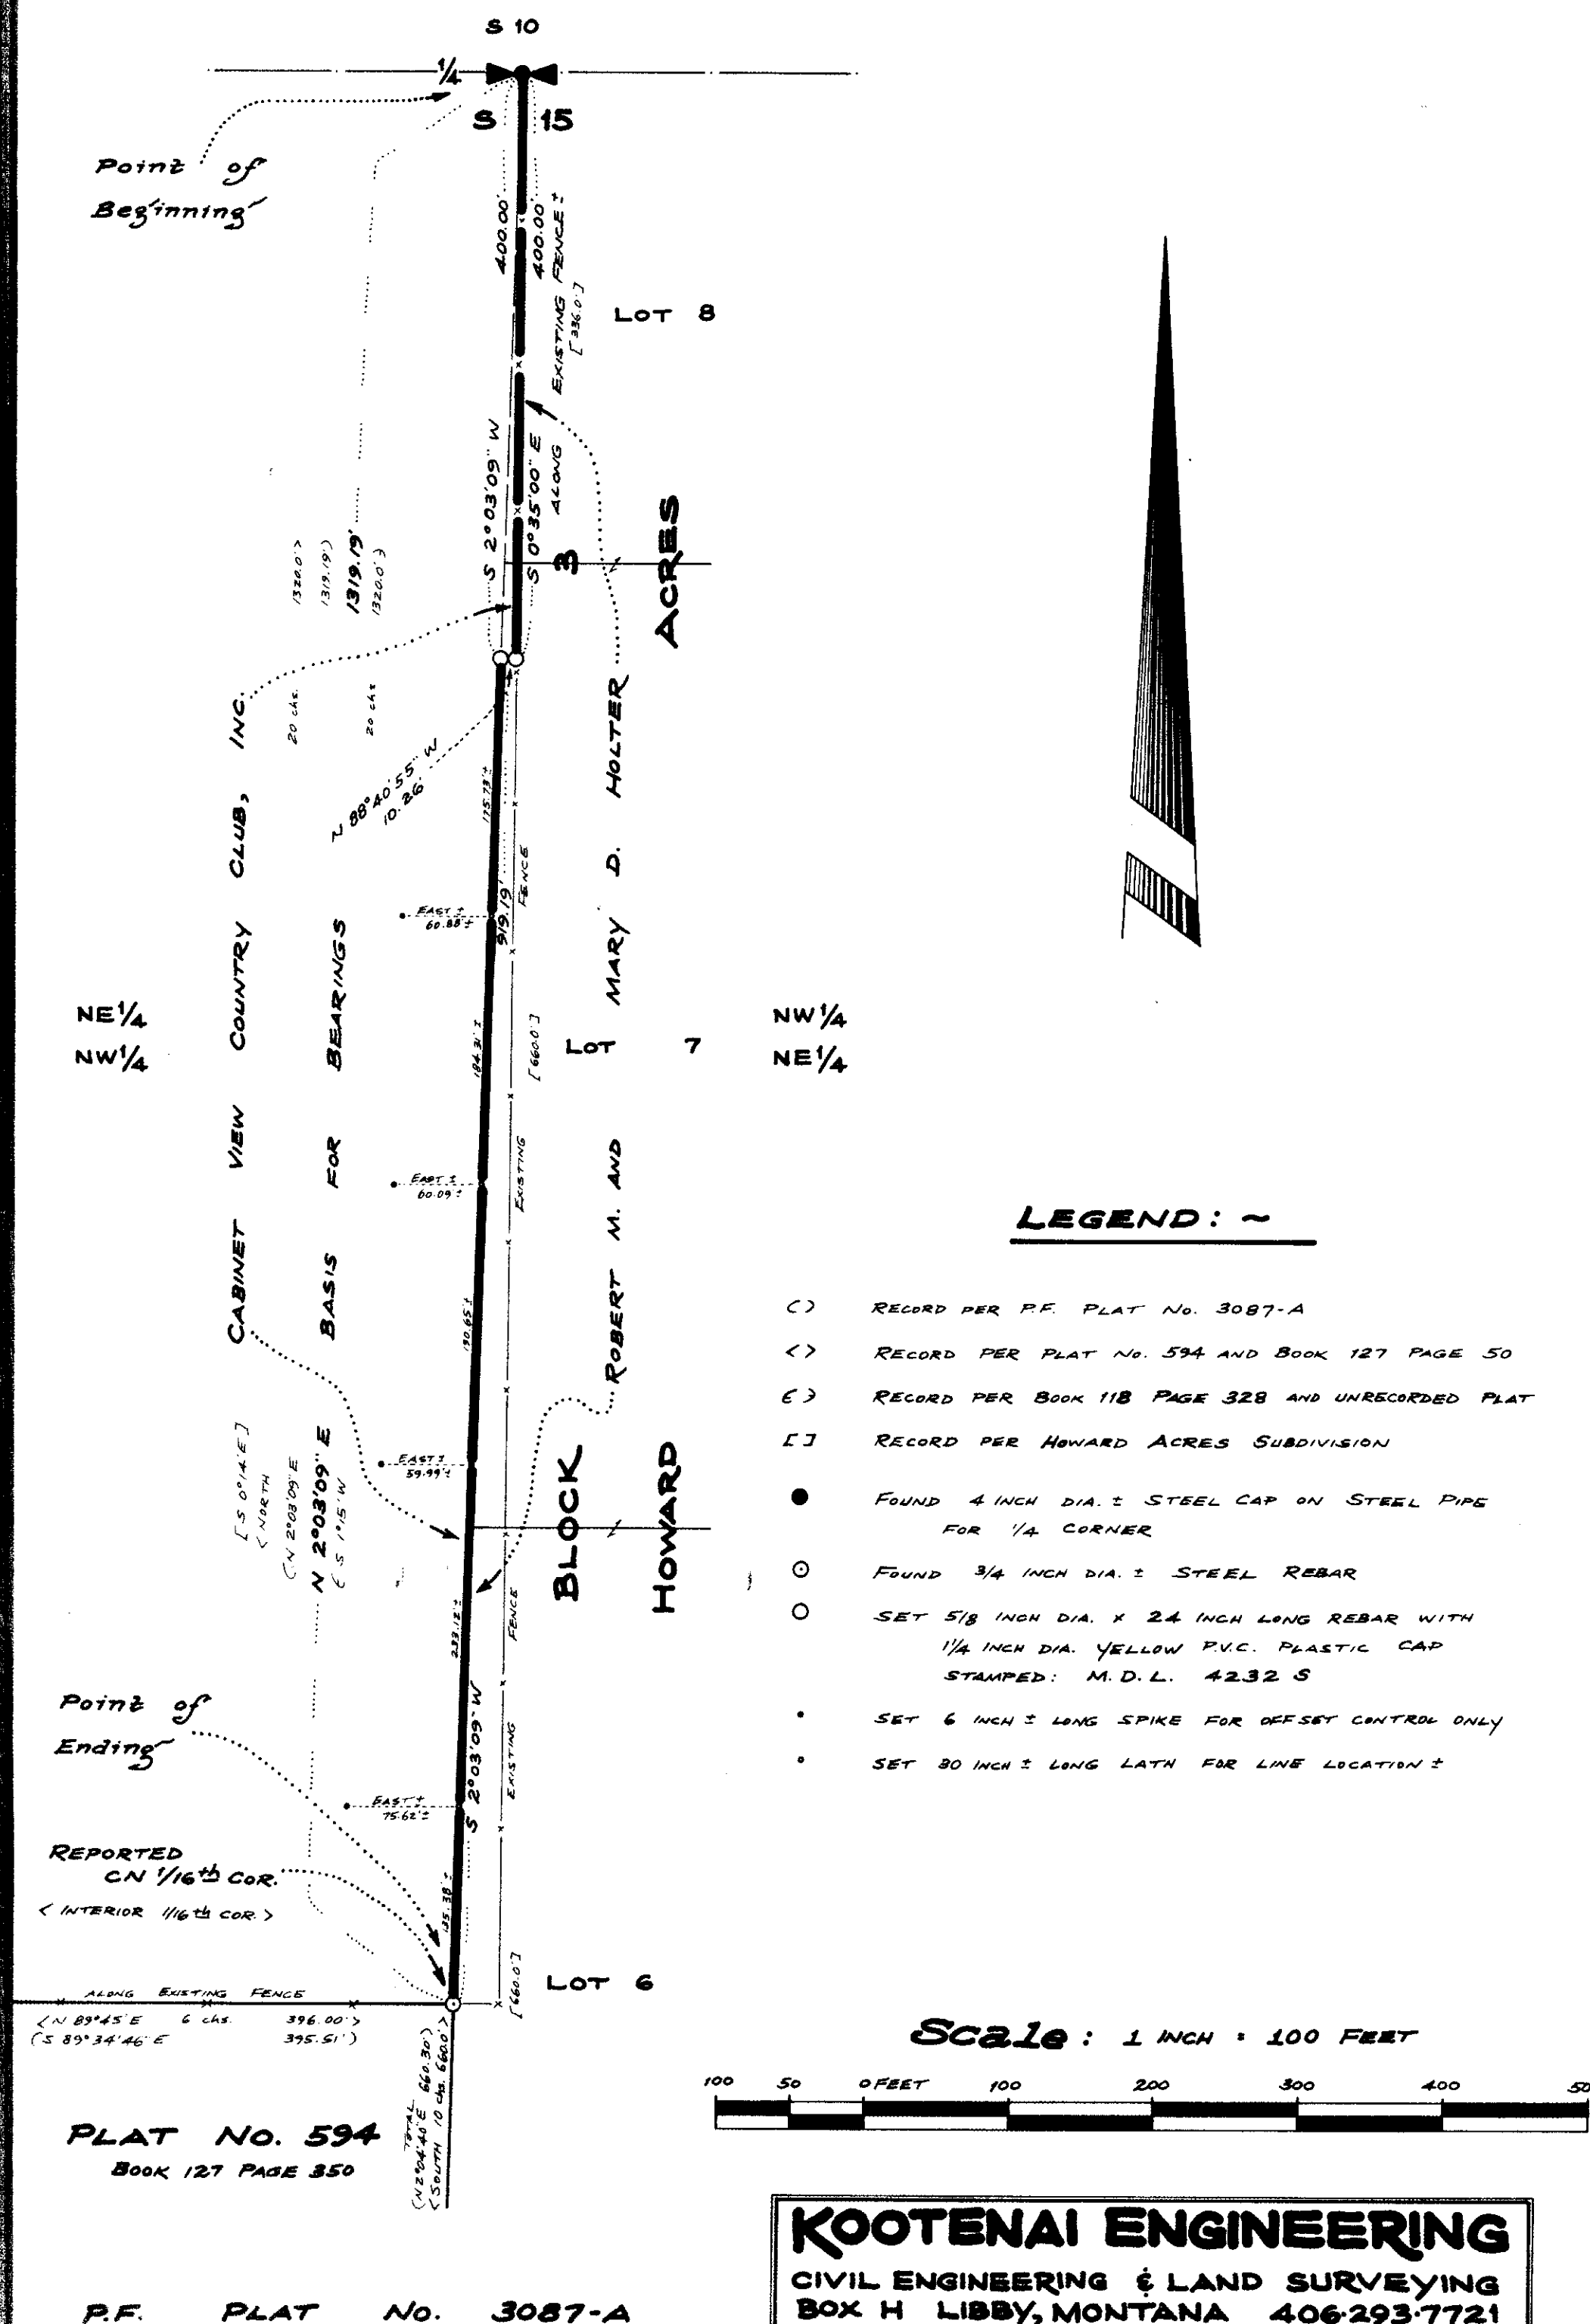 S 10
1/4
S 15
Point of
Beginning
400.00'
400.00'
ALONG EXISTING FENCE ±
[336.0']
LOT 8
S 2°03'09" W
S 0°35'00" E
3
ACRES
1320.0'>
1319.19')
1319.19'
1320.0'}
20 chs.
20 chs
N 88°40'55" W
10.26'
CABINET VIEW COUNTRY CLUB, INC.
BASIS FOR BEARINGS
ROBERT M. AND MARY D. HOLTER
175.73'±
919.19'
FENCE
EAST ±
60.88'±
NE 1/4
NW 1/4
NW 1/4
NE 1/4
184.31'±
[660.0']
LOT 7
EXISTING
EAST ±
60.09'±
190.65'±
EAST ±
59.99'±
[S 0°14'E]
<NORTH
(N 2°03'09"E
N 2°03'09" E
{S 1°15'W
BLOCK
HOWARD
FENCE
233.12'±
Point of
Ending
S 2°03'09" W
EXISTING
EAST ±
75.62'±
REPORTED
CN 1/16th COR.
< INTERIOR 1/16th COR. >
135.38'±
[660.0']
LOT 6
ALONG EXISTING FENCE
<N 89°45'E 6 chs. 396.00'>
(S 89°34'46"E 395.51')
TOTAL
(N 2°04'40"E 660.30')
<SOUTH 10 chs. 660.0'>
PLAT NO. 594
BOOK 127 PAGE 350
P.F. PLAT NO. 3087-A
LEGEND: ~
( ) RECORD PER P.F. PLAT No. 3087-A
< > RECORD PER PLAT No. 594 AND BOOK 127 PAGE 50
{ } RECORD PER BOOK 118 PAGE 328 AND UNRECORDED PLAT
[ ] RECORD PER HOWARD ACRES SUBDIVISION
FOUND 4 INCH DIA. ± STEEL CAP ON STEEL PIPE
FOR 1/4 CORNER
FOUND 3/4 INCH DIA. ± STEEL REBAR
SET 5/8 INCH DIA. x 24 INCH LONG REBAR WITH
1 1/4 INCH DIA. YELLOW P.V.C. PLASTIC CAP
STAMPED: M.D.L. 4232 S
SET 6 INCH ± LONG SPIKE FOR OFFSET CONTROL ONLY
SET 30 INCH ± LONG LATH FOR LINE LOCATION ±
Scale: 1 INCH = 100 FEET
100 50 0 FEET 100 200 300 400 50
KOOTENAI ENGINEERING
CIVIL ENGINEERING & LAND SURVEYING
BOX H LIBBY, MONTANA 406·293·7721